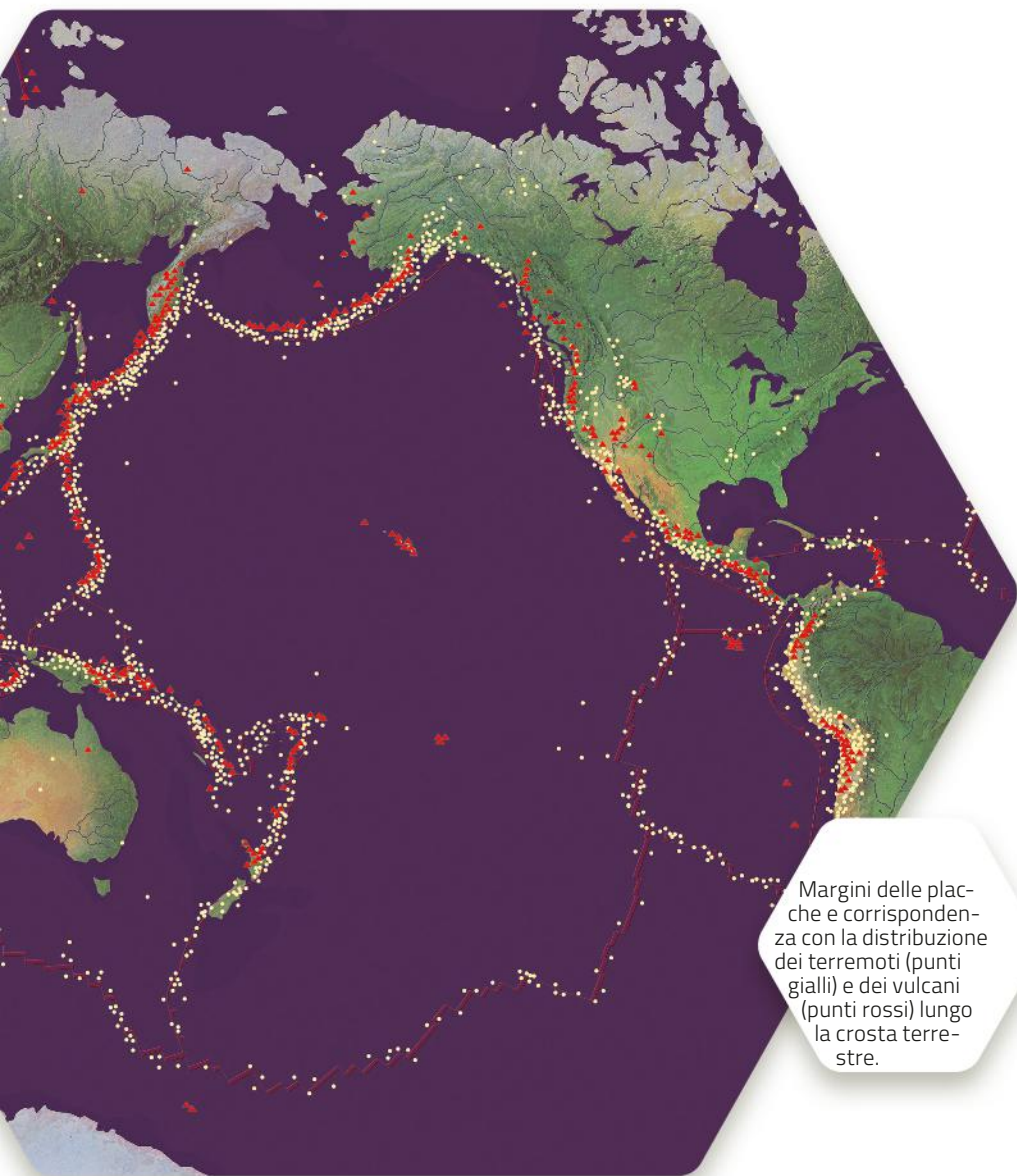 Margini delle plac-
che e corrisponden-
za con la distribuzione
dei terremoti (punti
gialli) e dei vulcani
(punti rossi) lungo
la crosta terre-
stre.